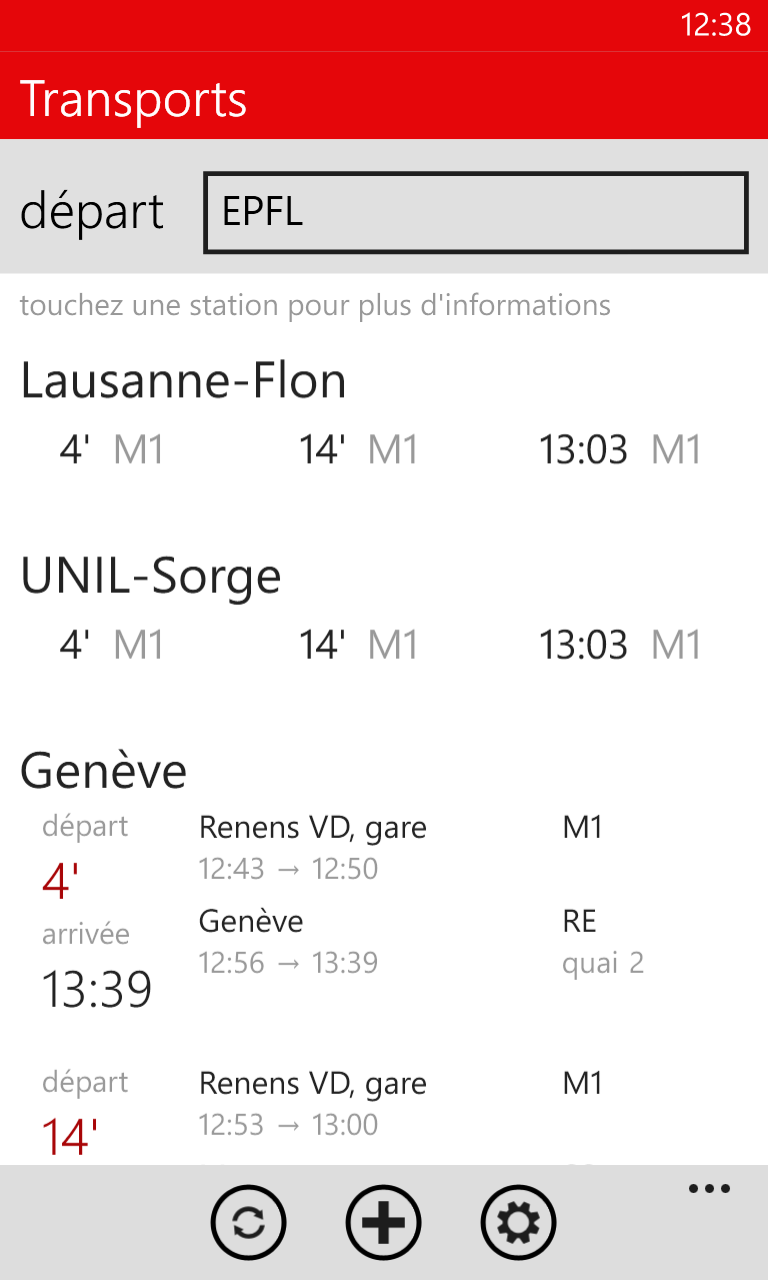 12:38
Transports
départ EPFL
touchez une station pour plus d'informations
Lausanne-Flon
4' M1 14' M1 13:03 M1
UNIL-Sorge
4' M1 14' M1 13:03 M1
Genève
départ Renens VD, gare M1
4' 12:43 → 12:50
arrivée Genève RE
13:39 12:56 → 13:39 quai 2
départ Renens VD, gare M1
14' 12:53 → 13:00